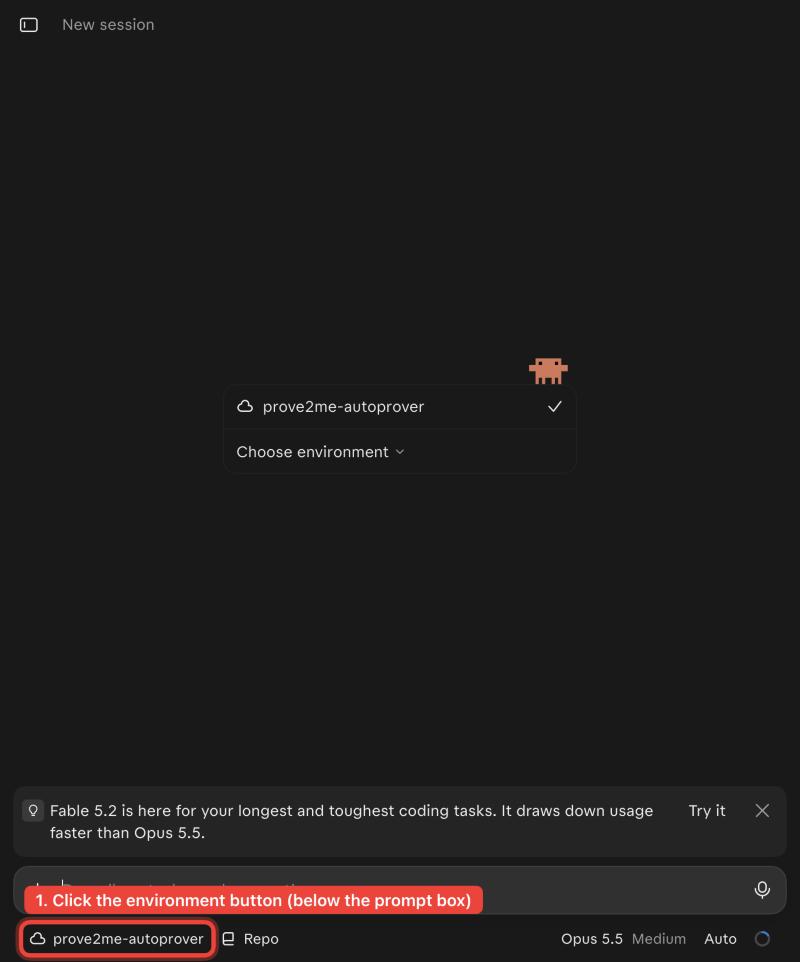 New session
prove2me-autoprover
Choose environment
Fable 5.2 is here for your longest and toughest coding tasks. It draws down usage
faster than Opus 5.5.
Try it
1. Click the environment button (below the prompt box)
prove2me-autoprover
Repo
Opus 5.5 Medium
Auto